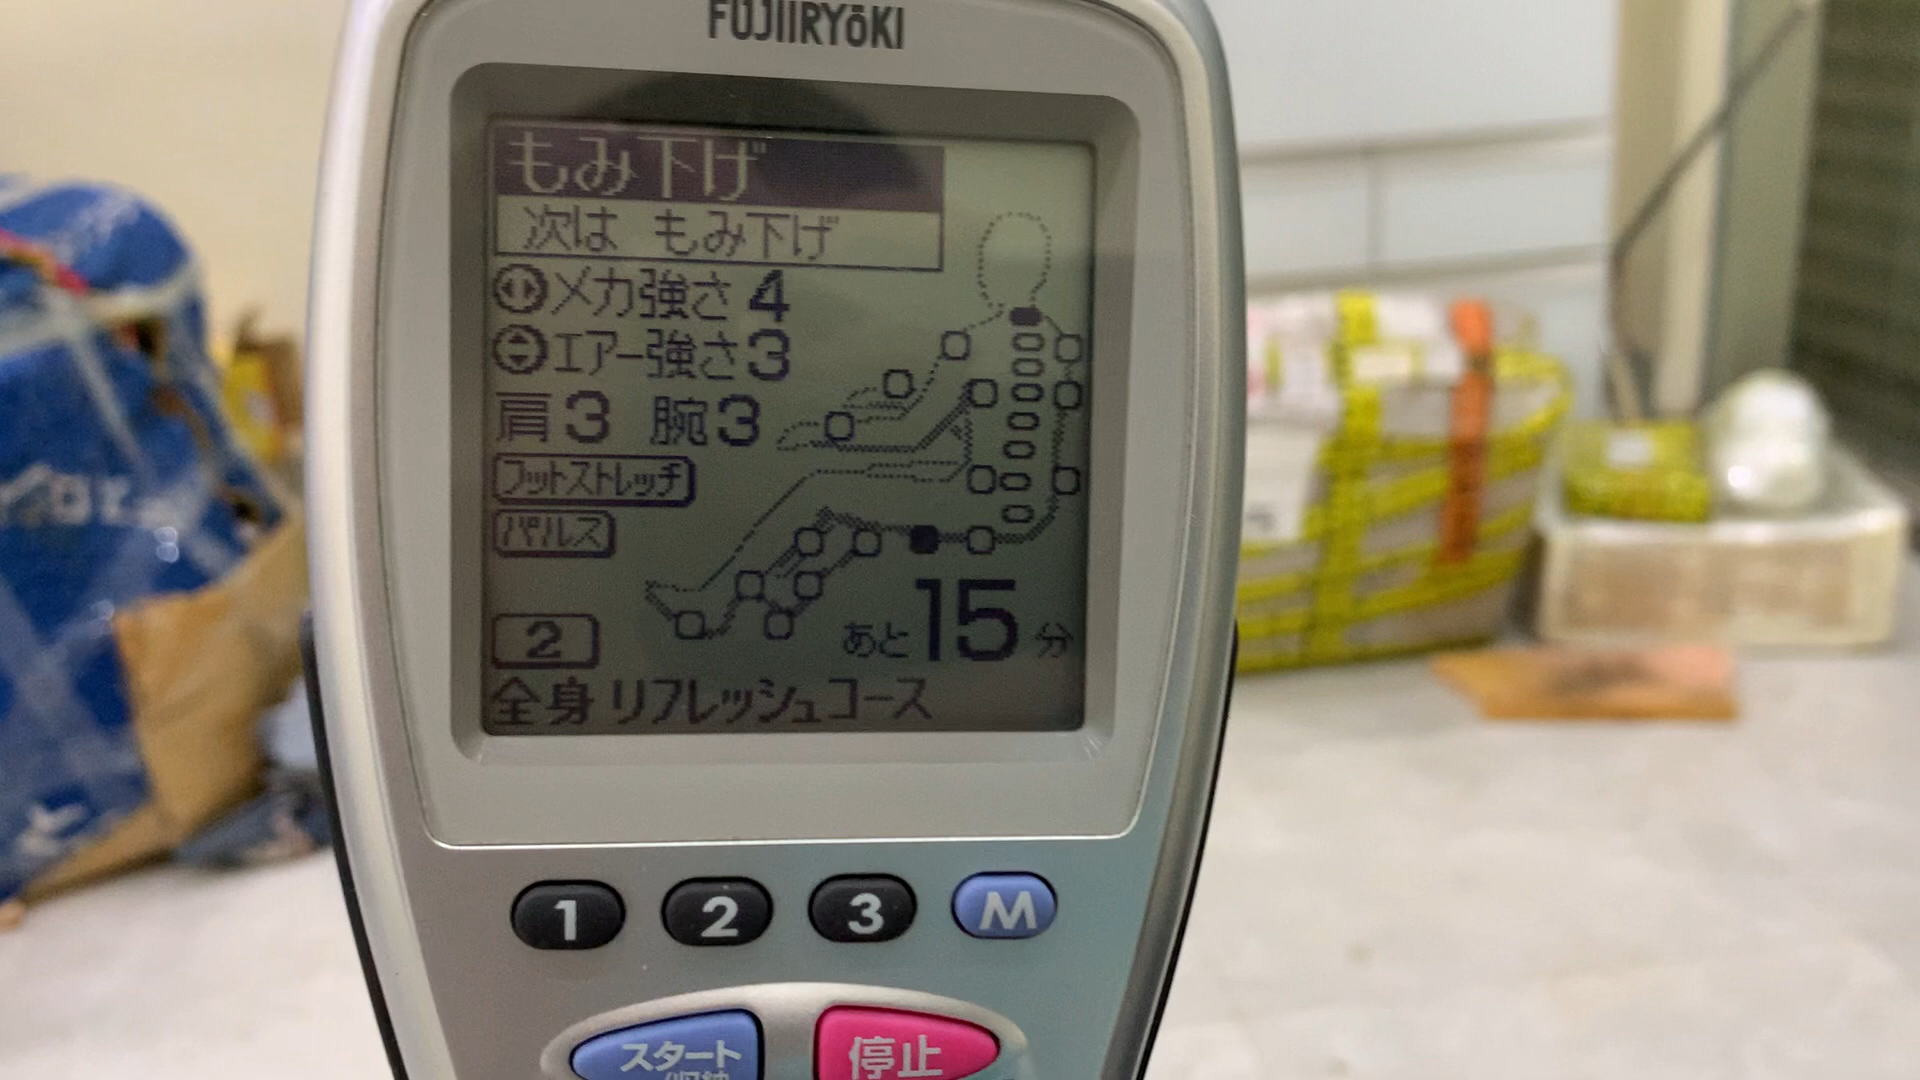 FUJIIRYōKI
もみ下げ
次は もみ下げ
メカ強さ 4
エアー強さ 3
肩 3 腕 3
フットストレッチ
パルス
2
あと 15 分
全身 リフレッシュコース
1 2 3 M
スタート
停止